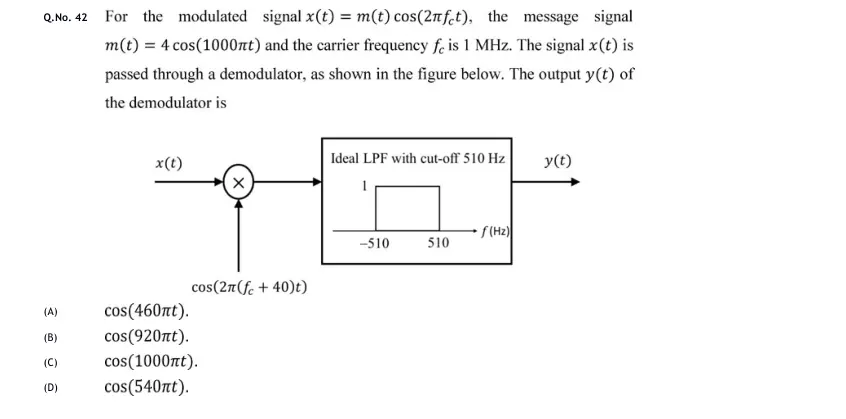 Q.No. 42 For the modulated signal x(t) = m(t) cos(2πf_c t), the message signal
m(t) = 4 cos(1000πt) and the carrier frequency f_c is 1 MHz. The signal x(t) is
passed through a demodulator, as shown in the figure below. The output y(t) of
the demodulator is
x(t)
×
Ideal LPF with cut-off 510 Hz
1
-510 510
f (Hz)
y(t)
cos(2π(f_c + 40)t)
(A) cos(460πt).
(B) cos(920πt).
(C) cos(1000πt).
(D) cos(540πt).